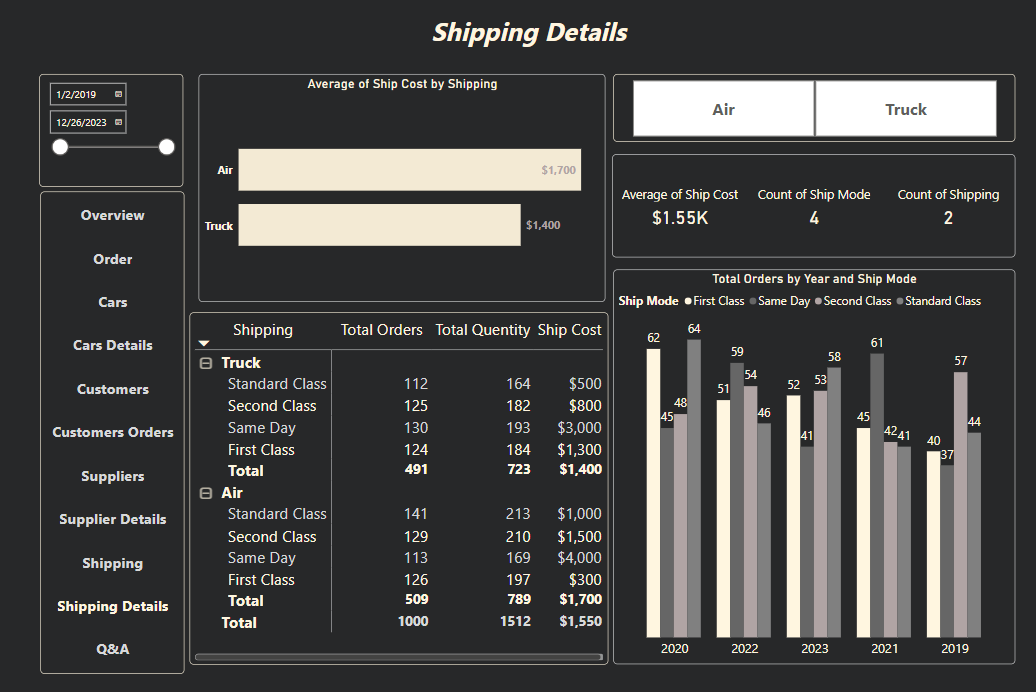 Shipping Details
1/2/2019
12/26/2023
Overview
Order
Cars
Cars Details
Customers
Customers Orders
Suppliers
Supplier Details
Shipping
Shipping Details
Q&A
Average of Ship Cost by Shipping
Air $1,700
Truck $1,400
Shipping Total Orders Total Quentity Ship Cost
Truck
Standard Class 112 164 $500
Second Class 125 182 $800
Same Day 130 193 $3,000
First Class 124 184 $1,300
Total 491 723 $1,400
Air
Standard Class 141 213 $1,000
Second Class 129 210 $1,500
Same Day 113 169 $4,000
First Class 126 197 $300
Total 509 789 $1,700
Total 1000 1512 $1,550
Air Truck
Average of Ship Cost Count of Ship Mode Count of Shipping
$1.55K 4 2
Total Orders by Year and Ship Mode
Ship Mode First Class Same Day Second Class Standard Class
62 45 48 64
51 59 54 46
52 41 53 58
45 61 42 41
40 37 57 44
2020 2022 2023 2021 2019